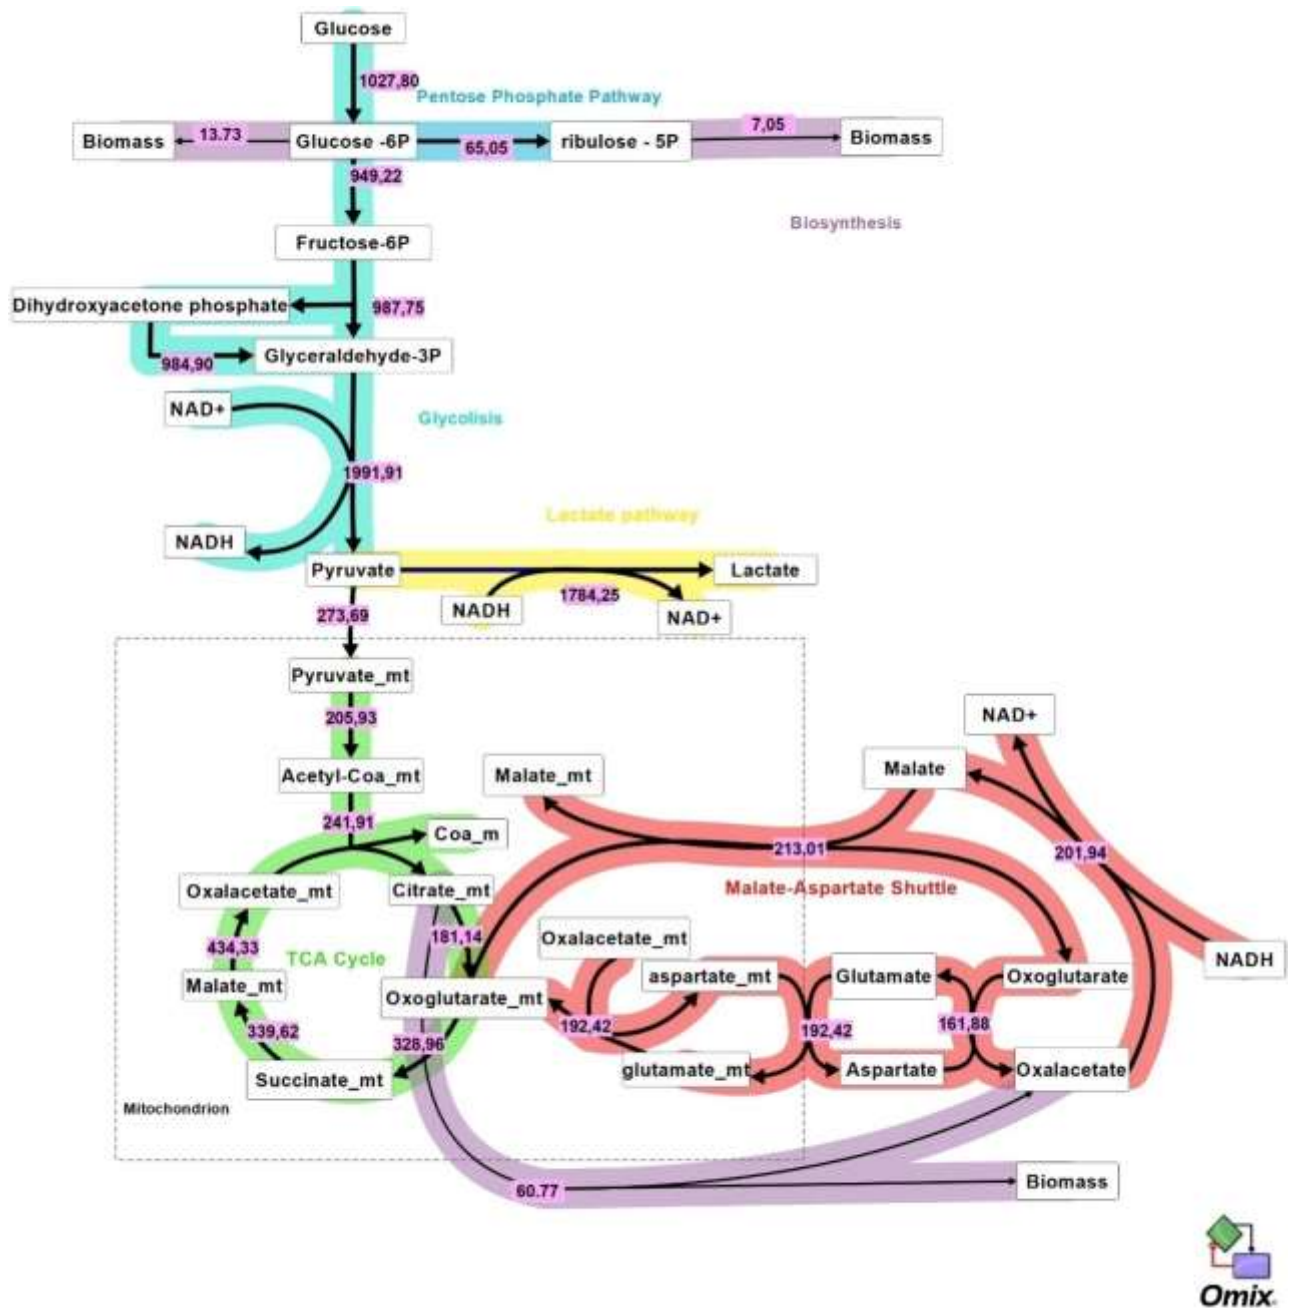 Glucose
1027,80
Pentose Phosphate Pathway
Biomass
13.73
Glucose -6P
65,05
ribulose - 5P
7,05
Biomass
949,22
Biosynthesis
Fructose-6P
Dihydroxyacetone phosphate
987,75
984,90
Glyceraldehyde-3P
NAD+
Glycolisis
1991,91
Lactate pathway
NADH
Pyruvate
Lactate
NADH
1784,25
NAD+
273,69
Pyruvate_mt
205,93
NAD+
Acetyl-Coa_mt
Malate_mt
Malate
241,91
Coa_m
213,01
201,94
Oxalacetate_mt
Citrate_mt
Malate-Aspartate Shuttle
434,33
TCA Cycle
181,14
Oxalacetate_mt
NADH
Malate_mt
Oxoglutarate_mt
aspartate_mt
Glutamate
Oxoglutarate
339,62
328,96
192,42
192,42
161,88
Succinate_mt
glutamate_mt
Aspartate
Oxalacetate
Mitochondrion
60.77
Biomass
Omix